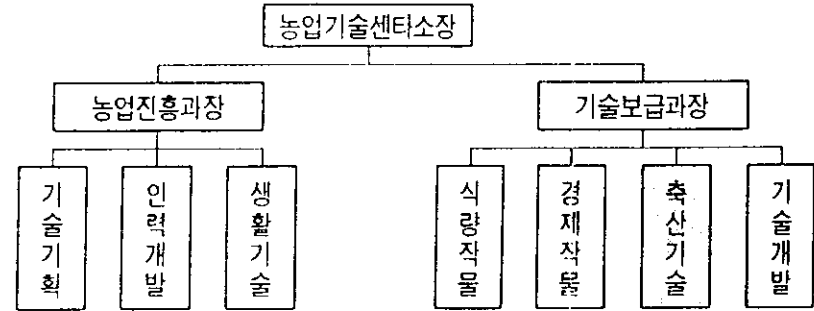 농업기술센타소장
농업진흥과장
기술보급과장
기술기획
인력개발
생활기술
식량작물
경제작물
축산기술
기술개발